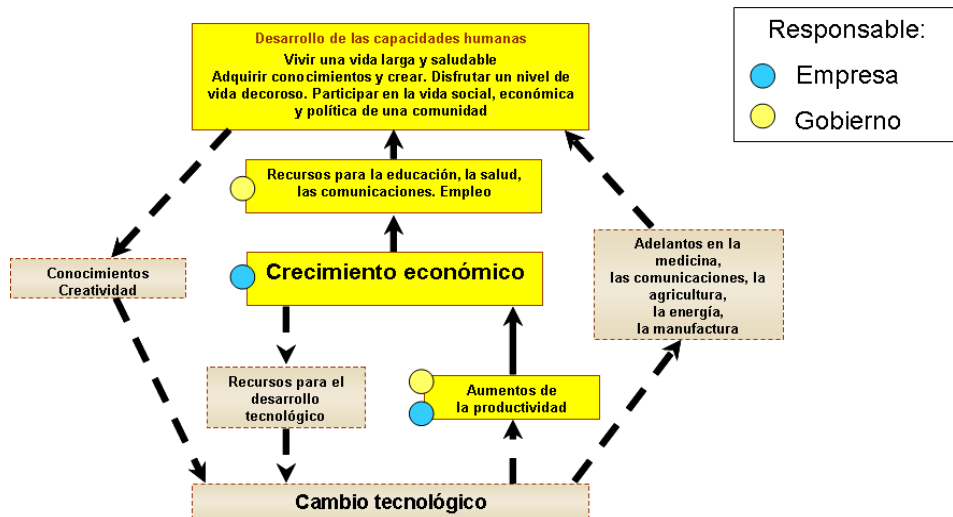 Desarrollo de las capacidades humanas
Vivir una vida larga y saludable
Adquirir conocimientos y crear. Disfrutar un nivel de
vida decoroso. Participar en la vida social, económica
y política de una comunidad
Responsable:
Empresa
Gobierno
Recursos para la educación, la salud,
las comunicaciones. Empleo
Conocimientos
Creatividad
Crecimiento económico
Adelantos en la
medicina,
las comunicaciones, la
agricultura,
la energía,
la manufactura
Recursos para el
desarrollo
tecnológico
Aumentos de
la productividad
Cambio tecnológico